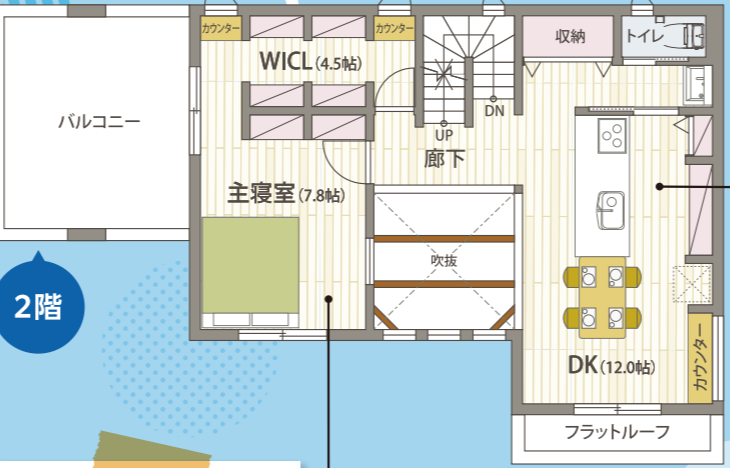 カウンター
カウンター
WICL(4.5帖)
収納
トイレ
バルコニー
UP
DN
廊下
主寝室(7.8帖)
吹抜
2階
DK(12.0帖)
カウンター
フラットルーフ